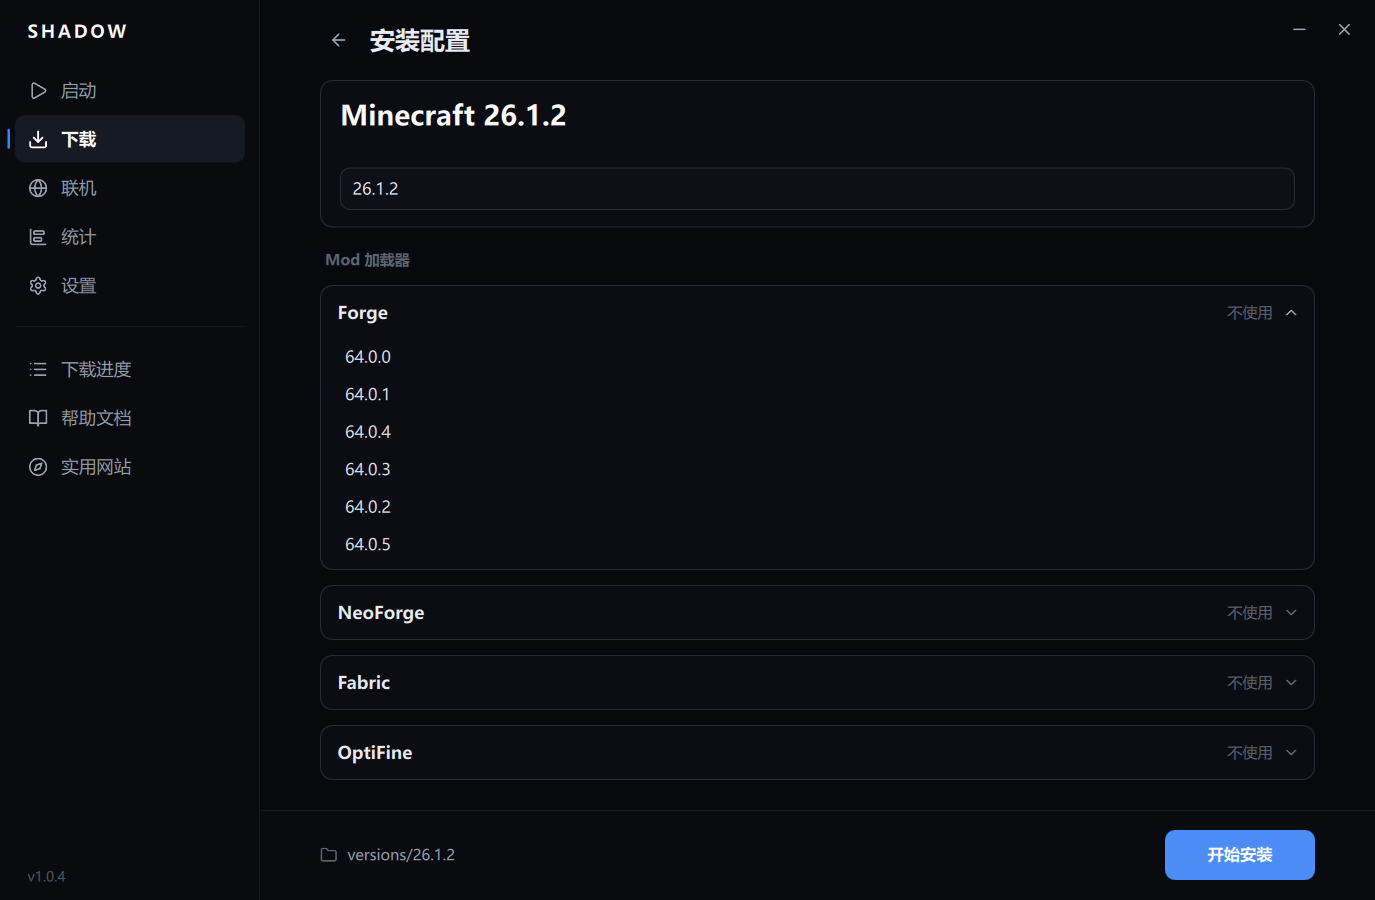 SHADOW
启动
下载
联机
统计
设置
下载进度
帮助文档
实用网站
v1.0.4
安装配置
Minecraft 26.1.2
26.1.2
Mod 加载器
Forge 不使用
64.0.0
64.0.1
64.0.4
64.0.3
64.0.2
64.0.5
NeoForge 不使用
Fabric 不使用
OptiFine 不使用
versions/26.1.2
开始安装